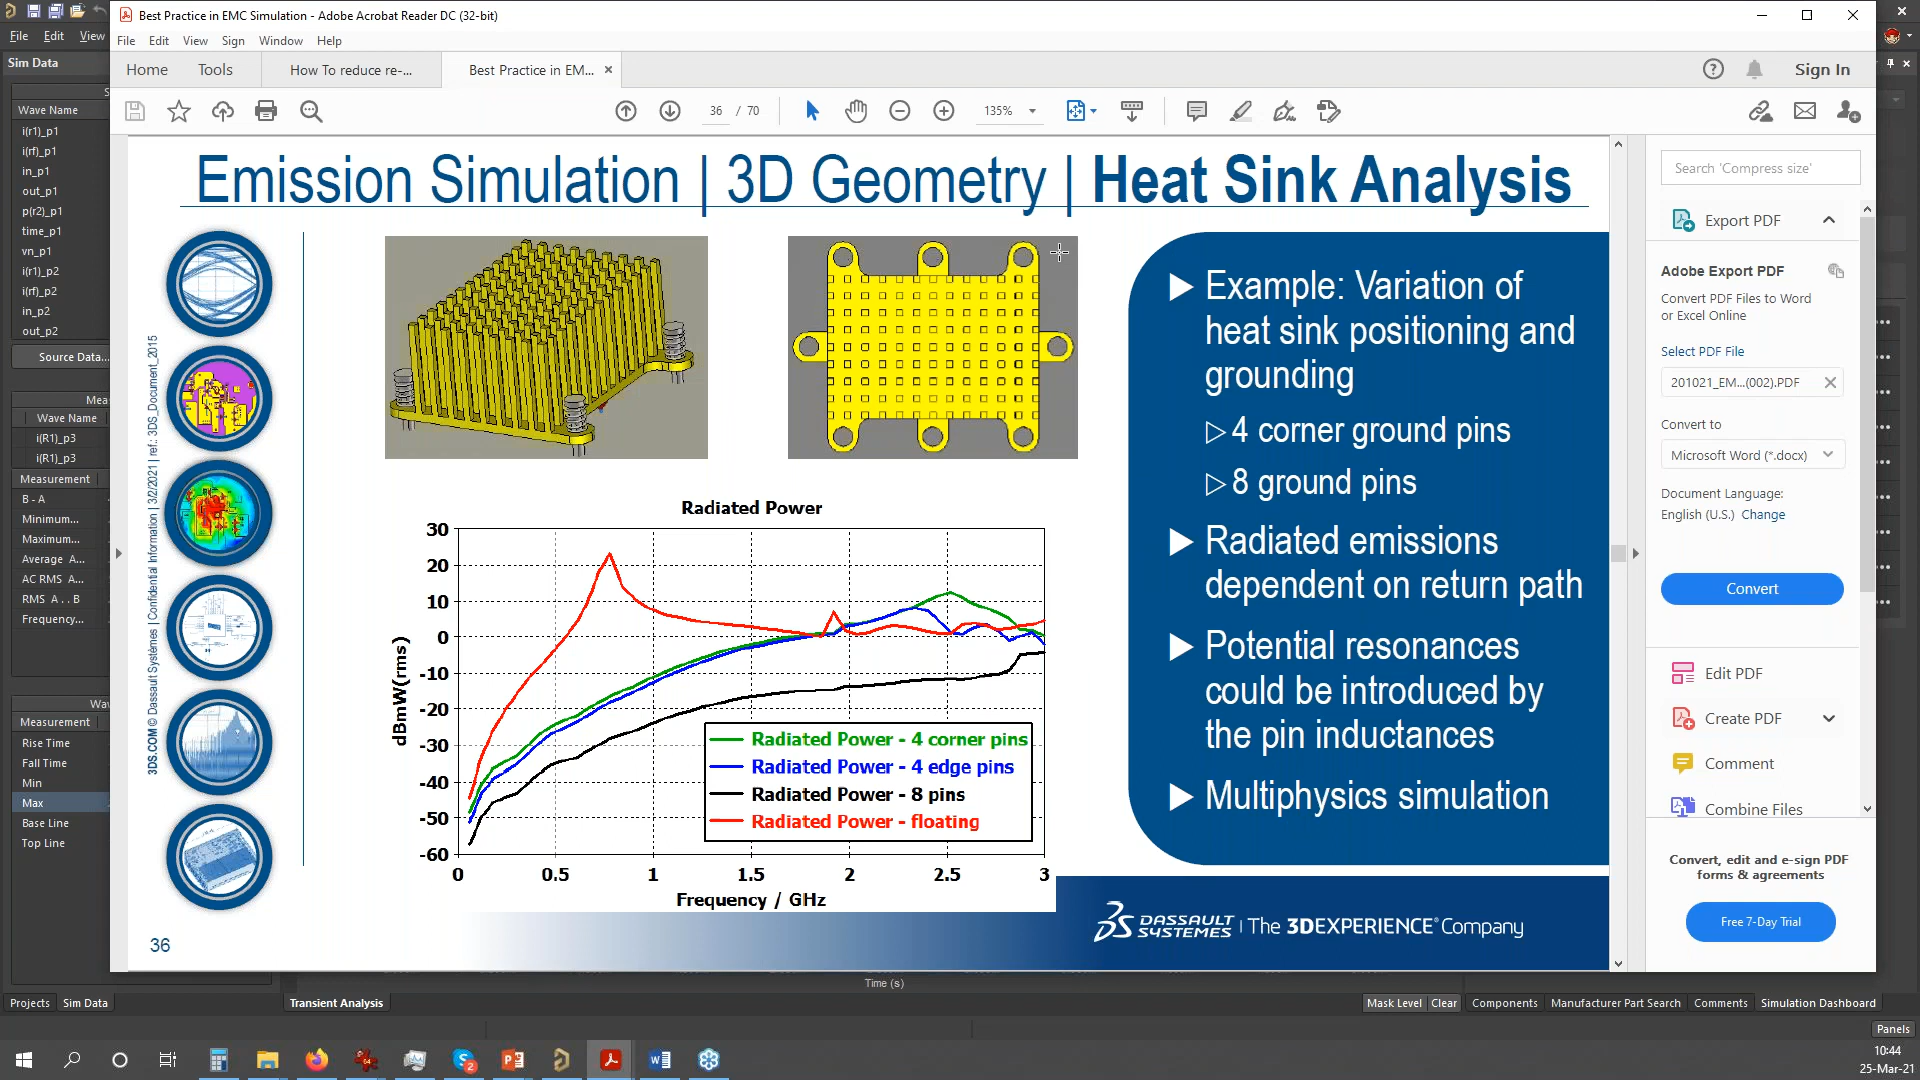 Best Practice in EMC Simulation - Adobe Acrobat Reader DC (32-bit)
File Edit View
File Edit View Sign Window Help
Sim Data
Home Tools How To reduce re-... Best Practice in EM... × Sign In
36 / 70 135%
Wave Name
i(r1)_p1
i(rf)_p1
in_p1
out_p1
p(r2)_p1
time_p1
vn_p1
i(r1)_p2
i(rf)_p2
in_p2
out_p2
Source Data...
Mea
Wave Name
i(R1)_p3
i(R1)_p3
Measurement
B - A
Minimum...
Maximum...
Average A...
AC RMS A...
RMS A . . B
Frequency...
Wav
Measurement
Rise Time
Fall Time
Min
Max
Base Line
Top Line
Emission Simulation | 3D Geometry | Heat Sink Analysis
3DS.COM © Dassault Systèmes | Confidential Information | 3/2/2021 | ref.: 3DS_Document_2015
Radiated Power
30
20
10
0
-10
-20
-30
-40
-50
-60
dBmW(rms)
Radiated Power - 4 corner pins
Radiated Power - 4 edge pins
Radiated Power - 8 pins
Radiated Power - floating
0 0.5 1 1.5 2 2.5 3
Frequency / GHz
Example: Variation of
heat sink positioning and
grounding
4 corner ground pins
8 ground pins
Radiated emissions
dependent on return path
Potential resonances
could be introduced by
the pin inductances
Multiphysics simulation
36
DASSAULT SYSTEMES | The 3DEXPERIENCE® Company
Search 'Compress size'
Export PDF
Adobe Export PDF
Convert PDF Files to Word
or Excel Online
Select PDF File
201021_EM...(002).PDF
Convert to
Microsoft Word (*.docx)
Document Language:
English (U.S.) Change
Convert
Edit PDF
Create PDF
Comment
Combine Files
Convert, edit and e-sign PDF
forms & agreements
Free 7-Day Trial
Time (s)
Projects Sim Data Transient Analysis Mask Level Clear Components Manufacturer Part Search Comments Simulation Dashboard
Panels
2
10:44
25-Mar-21